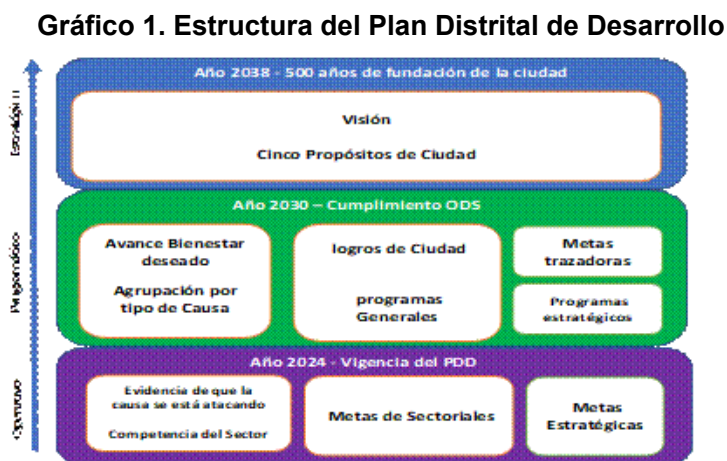 Gráfico 1. Estructura del Plan Distrital de Desarrollo
Año 2038 - 500 años de fundación de la ciudad
Visión
Cinco Propósitos de Ciudad
Año 2030 – Cumplimiento ODS
Avance Bienestar
deseado
Agrupación por
tipo de Causa
logros de Ciudad
programas
Generales
Metas
trazadoras
Programas
estratégicos
Año 2024 - Vigencia del PDD
Evidencia de que la
causa se está atacando
Competencia del Sector
Metas de Sectoriales
Metas
Estratégicas